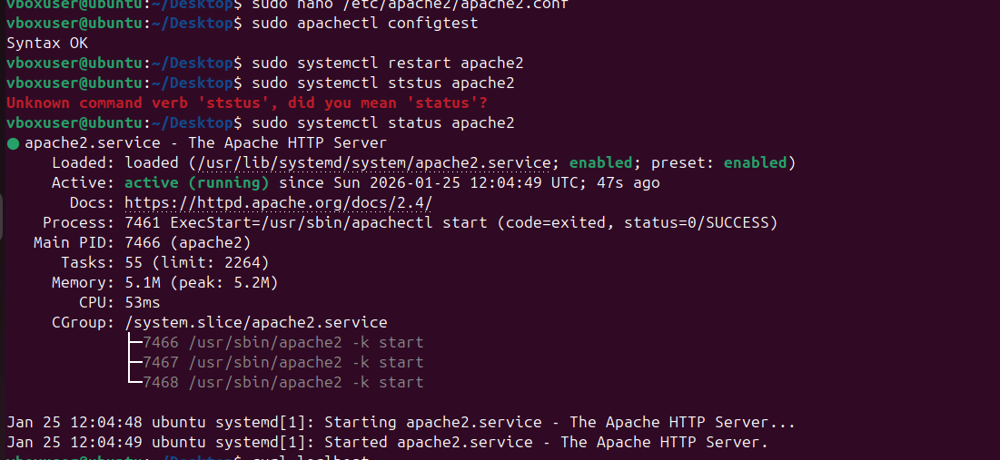 vboxuser@ubuntu:~/Desktop$ sudo nano /etc/apache2/apache2.conf
vboxuser@ubuntu:~/Desktop$ sudo apachectl configtest
Syntax OK
vboxuser@ubuntu:~/Desktop$ sudo systemctl restart apache2
vboxuser@ubuntu:~/Desktop$ sudo systemctl ststus apache2
Unknown command verb 'ststus', did you mean 'status'?
vboxuser@ubuntu:~/Desktop$ sudo systemctl status apache2
● apache2.service - The Apache HTTP Server
Loaded: loaded (/usr/lib/systemd/system/apache2.service; enabled; preset: enabled)
Active: active (running) since Sun 2026-01-25 12:04:49 UTC; 47s ago
Docs: https://httpd.apache.org/docs/2.4/
Process: 7461 ExecStart=/usr/sbin/apachectl start (code=exited, status=0/SUCCESS)
Main PID: 7466 (apache2)
Tasks: 55 (limit: 2264)
Memory: 5.1M (peak: 5.2M)
CPU: 53ms
CGroup: /system.slice/apache2.service
├─7466 /usr/sbin/apache2 -k start
├─7467 /usr/sbin/apache2 -k start
└─7468 /usr/sbin/apache2 -k start
Jan 25 12:04:48 ubuntu systemd[1]: Starting apache2.service - The Apache HTTP Server...
Jan 25 12:04:49 ubuntu systemd[1]: Started apache2.service - The Apache HTTP Server.
vboxuser@ubuntu:~/Desktop$ curl localhost